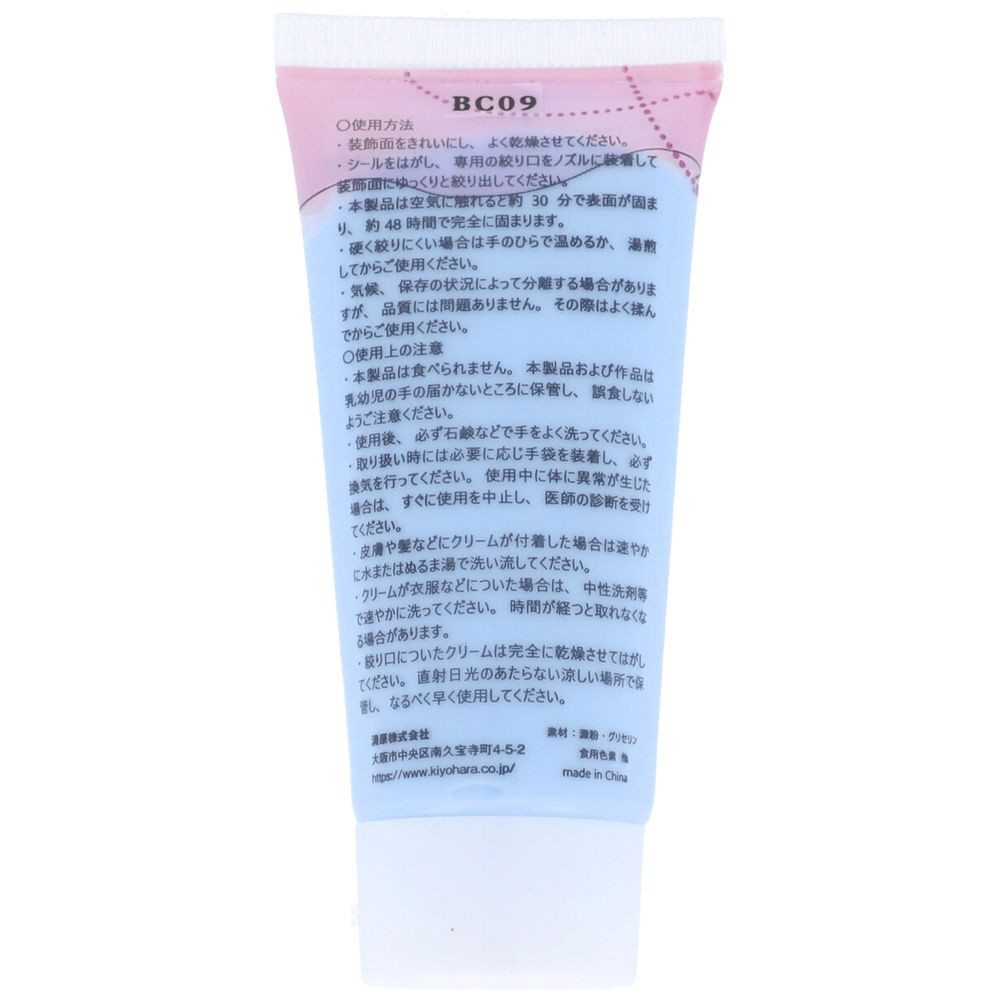 BC09
〇使用方法
・装飾面をきれいにし、よく乾燥させてください。
・シールをはがし、専用の絞り口をノズルに装着して
装飾面にゆっくりと絞り出してください。
・本製品は空気に触れると約 30 分で表面が固ま
り、約 48 時間で完全に固まります。
・硬く絞りにくい場合は手のひらで温めるか、湯煎
してからご使用ください。
・気候、保存の状況によって分離する場合がありま
すが、品質には問題ありません。その際はよく揉ん
でからご使用ください。
〇使用上の注意
・本製品は食べられません。本製品および作品は
乳幼児の手の届かないところに保管し、誤食しない
ようご注意ください。
・使用後、必ず石鹸などで手をよく洗ってください。
・取り扱い時には必要に応じ手袋を装着し、必ず
換気を行ってください。使用中に体に異常が生じた
場合は、すぐに使用を中止し、医師の診断を受け
てください。
・皮膚や髪などにクリームが付着した場合は速やか
に水またはぬるま湯で洗い流してください。
・クリームが衣服などについた場合は、中性洗剤等
で速やかに洗ってください。時間が経つと取れなくな
る場合があります。
・絞り口についたクリームは完全に乾燥させてはがし
てください。直射日光のあたらない涼しい場所で保
管し、なるべく早く使用してください。
清原株式会社
大阪市中央区南久宝寺町4-5-2
https://www.kiyohara.co.jp/
素材：澱粉・グリセリン
食用色素 他
made in China